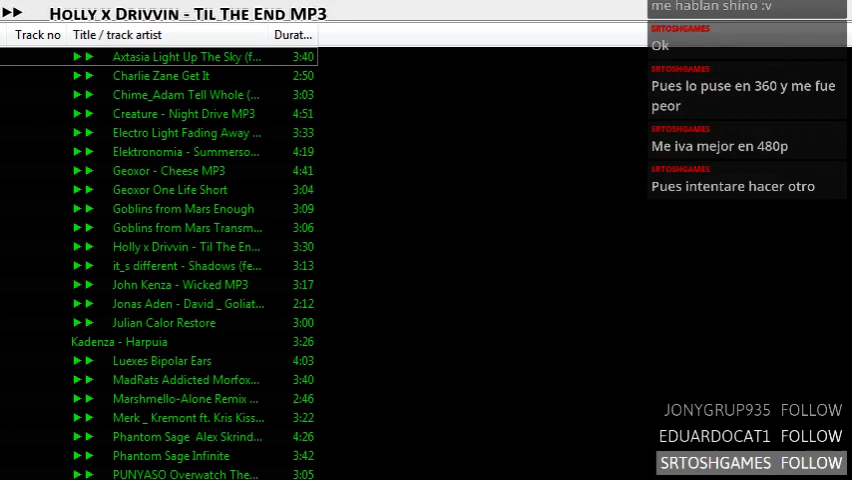 Holly x Drivvin - Til The End MP3
Track no Title / track artist Durat...
Axtasia Light Up The Sky (f... 3:40
Charlie Zane Get It 2:50
Chime_Adam Tell Whole (... 3:03
Creature - Night Drive MP3 4:51
Electro Light Fading Away ... 3:33
Elektronomia - Summerso... 4:19
Geoxor - Cheese MP3 4:41
Geoxor One Life Short 3:04
Goblins from Mars Enough 3:09
Goblins from Mars Transm... 3:06
Holly x Drivvin - Til The En... 3:30
it_s different - Shadows (fe... 3:13
John Kenza - Wicked MP3 3:17
Jonas Aden - David _ Goliat... 2:12
Julian Calor Restore 3:00
Kadenza - Harpuia 3:26
Luexes Bipolar Ears 4:03
MadRats Addicted Morfox... 3:40
Marshmello-Alone Remix ... 2:46
Merk _ Kremont ft. Kris Kiss... 3:22
Phantom Sage Alex Skrind... 4:26
Phantom Sage Infinite 3:42
PUNYASO Overwatch The... 3:05
me hablan shino :v
SRTOSHGAMES
Ok
SRTOSHGAMES
Pues lo puse en 360 y me fue
peor
SRTOSHGAMES
Me iva mejor en 480p
SRTOSHGAMES
Pues intentare hacer otro
JONYGRUP935 FOLLOW
EDUARDOCAT1 FOLLOW
SRTOSHGAMES FOLLOW